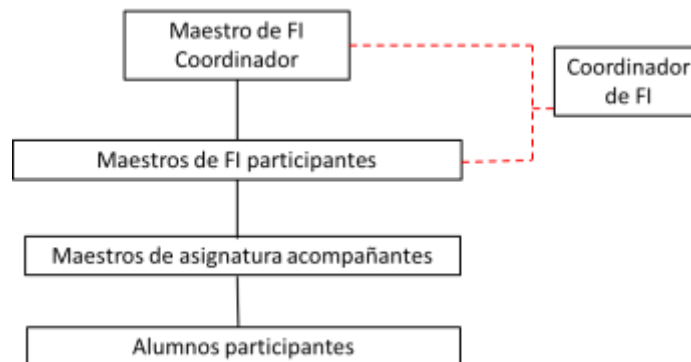 Maestro de FI
Coordinador
Coordinador
de FI
Maestros de FI participantes
Maestros de asignatura acompañantes
Alumnos participantes